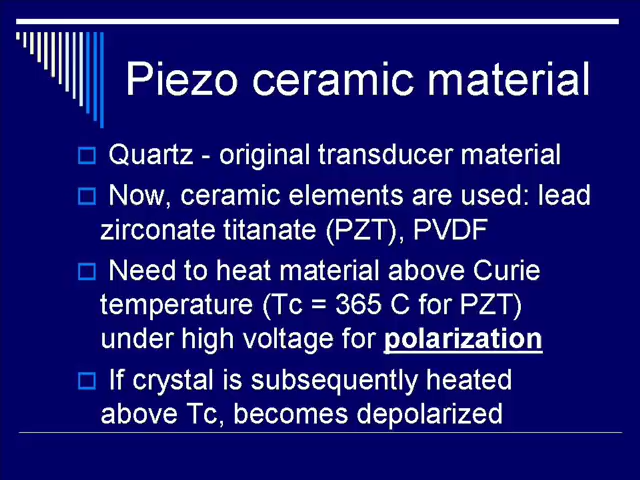 Piezo ceramic material
Quartz - original transducer material
Now, ceramic elements are used: lead
zirconate titanate (PZT), PVDF
Need to heat material above Curie
temperature (Tc = 365 C for PZT)
under high voltage for polarization
If crystal is subsequently heated
above Tc, becomes depolarized